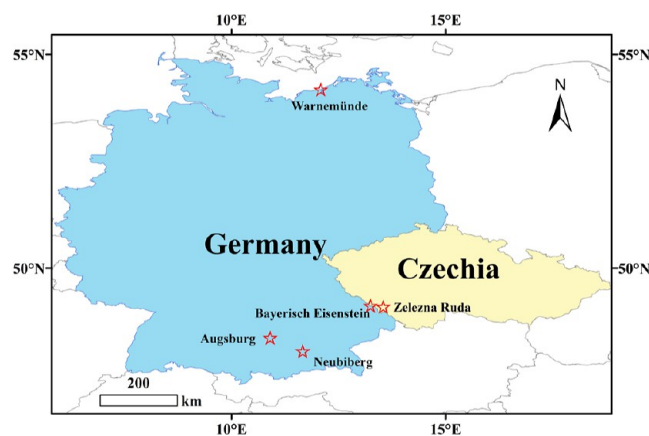 10°E 15°E
55°N 55°N
N
Warnemünde
Germany
Czechia
50°N 50°N
Bayerisch Eisenstein Zelezna Ruda
Augsburg
Neubiberg
200
km
10°E 15°E